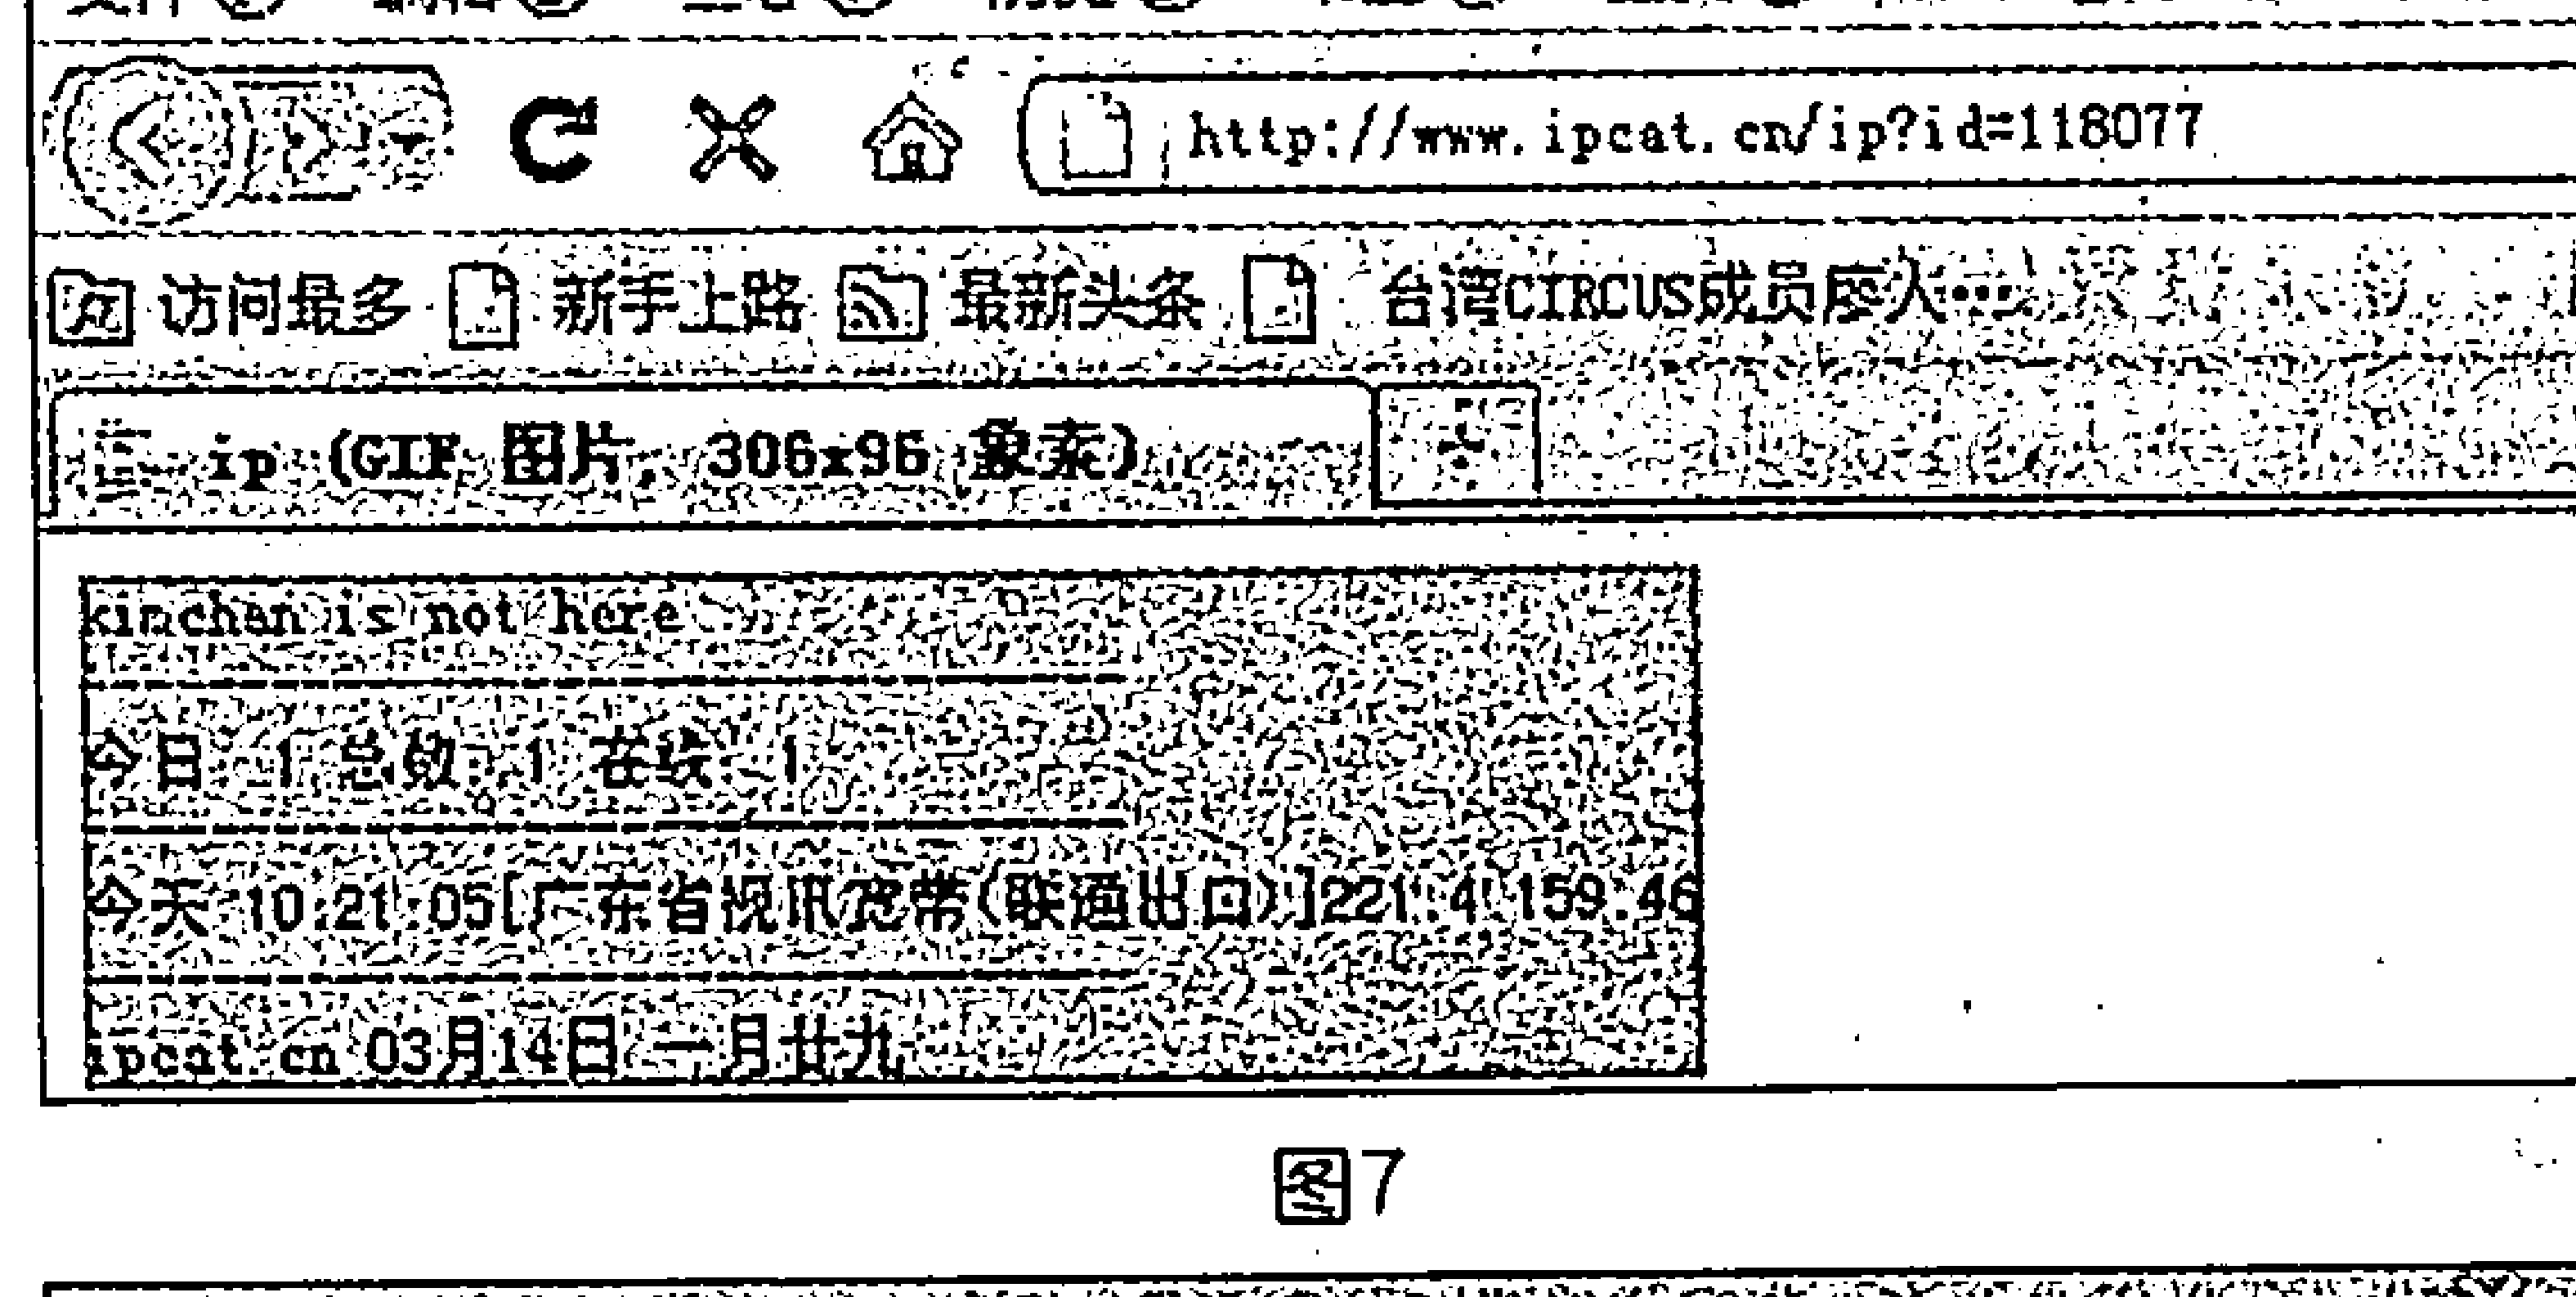 http://www.ipcat.cn/ip?id=118077
访问最多 新手上路 最新头条 台湾CIRCUS成员廖人...
ip (GIF 图片, 306x96 象素)
kimchan is not here
今日: 1 总数: 1 在线: 1
今天 10:21:05[广东省视讯宽带(联通出口)]221.4.159.46
ipcat.cn 03月14日 一月廿九
图7